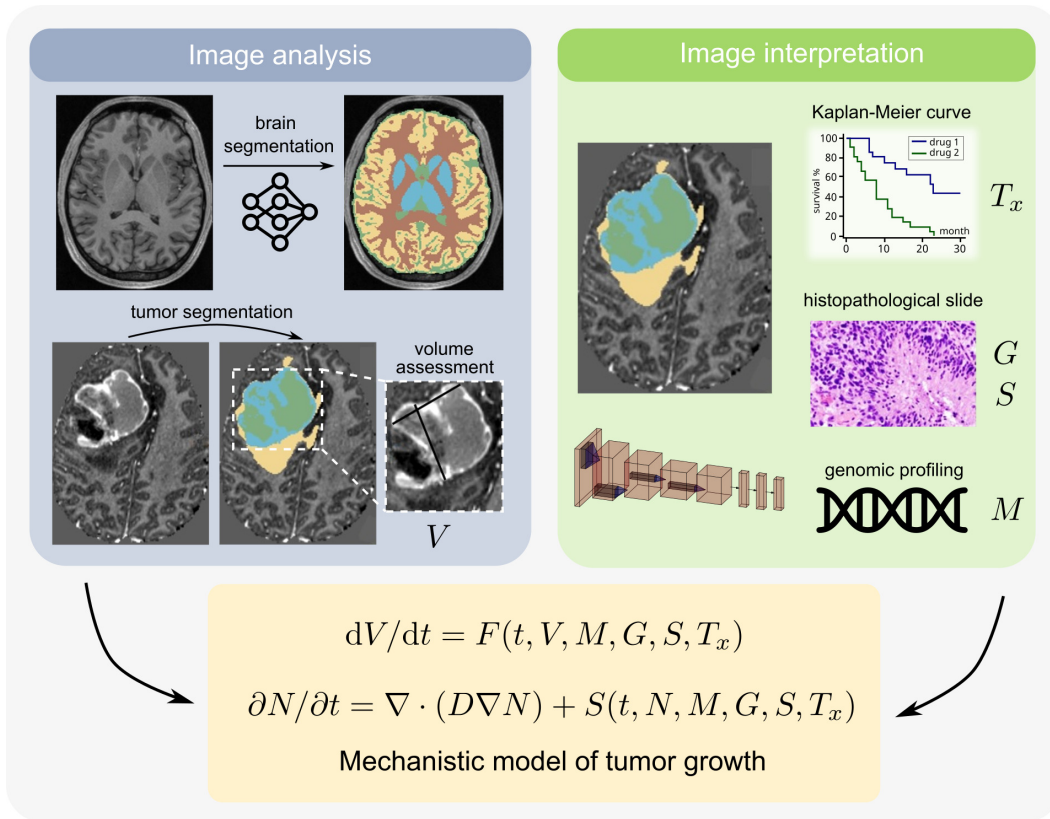 Image analysis
brain
segmentation
tumor segmentation
volume
assessment
V
Image interpretation
Kaplan-Meier curve
survival %
100
80
60
40
20
0
drug 1
drug 2
month
0 10 20 30
T_x
histopathological slide
G
S
genomic profiling
M
dV/dt = F(t, V, M, G, S, T_x)
∂N/∂t = ∇ · (D∇N) + S(t, N, M, G, S, T_x)
Mechanistic model of tumor growth